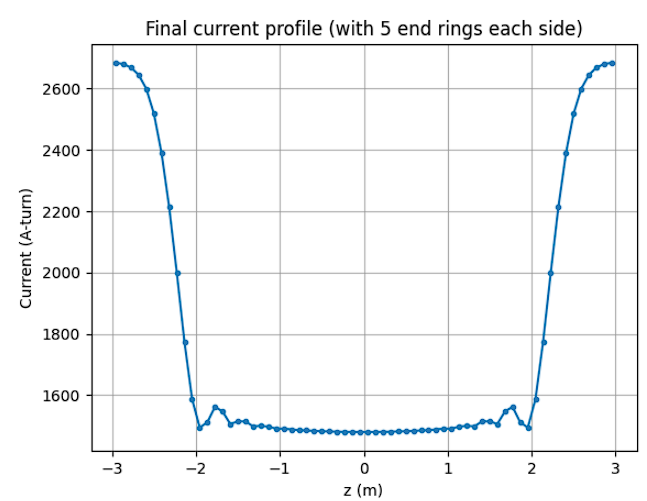 Final current profile (with 5 end rings each side)
2600
2400
2200
2000
1800
1600
Current (A-turn)
−3 −2 −1 0 1 2 3
z (m)